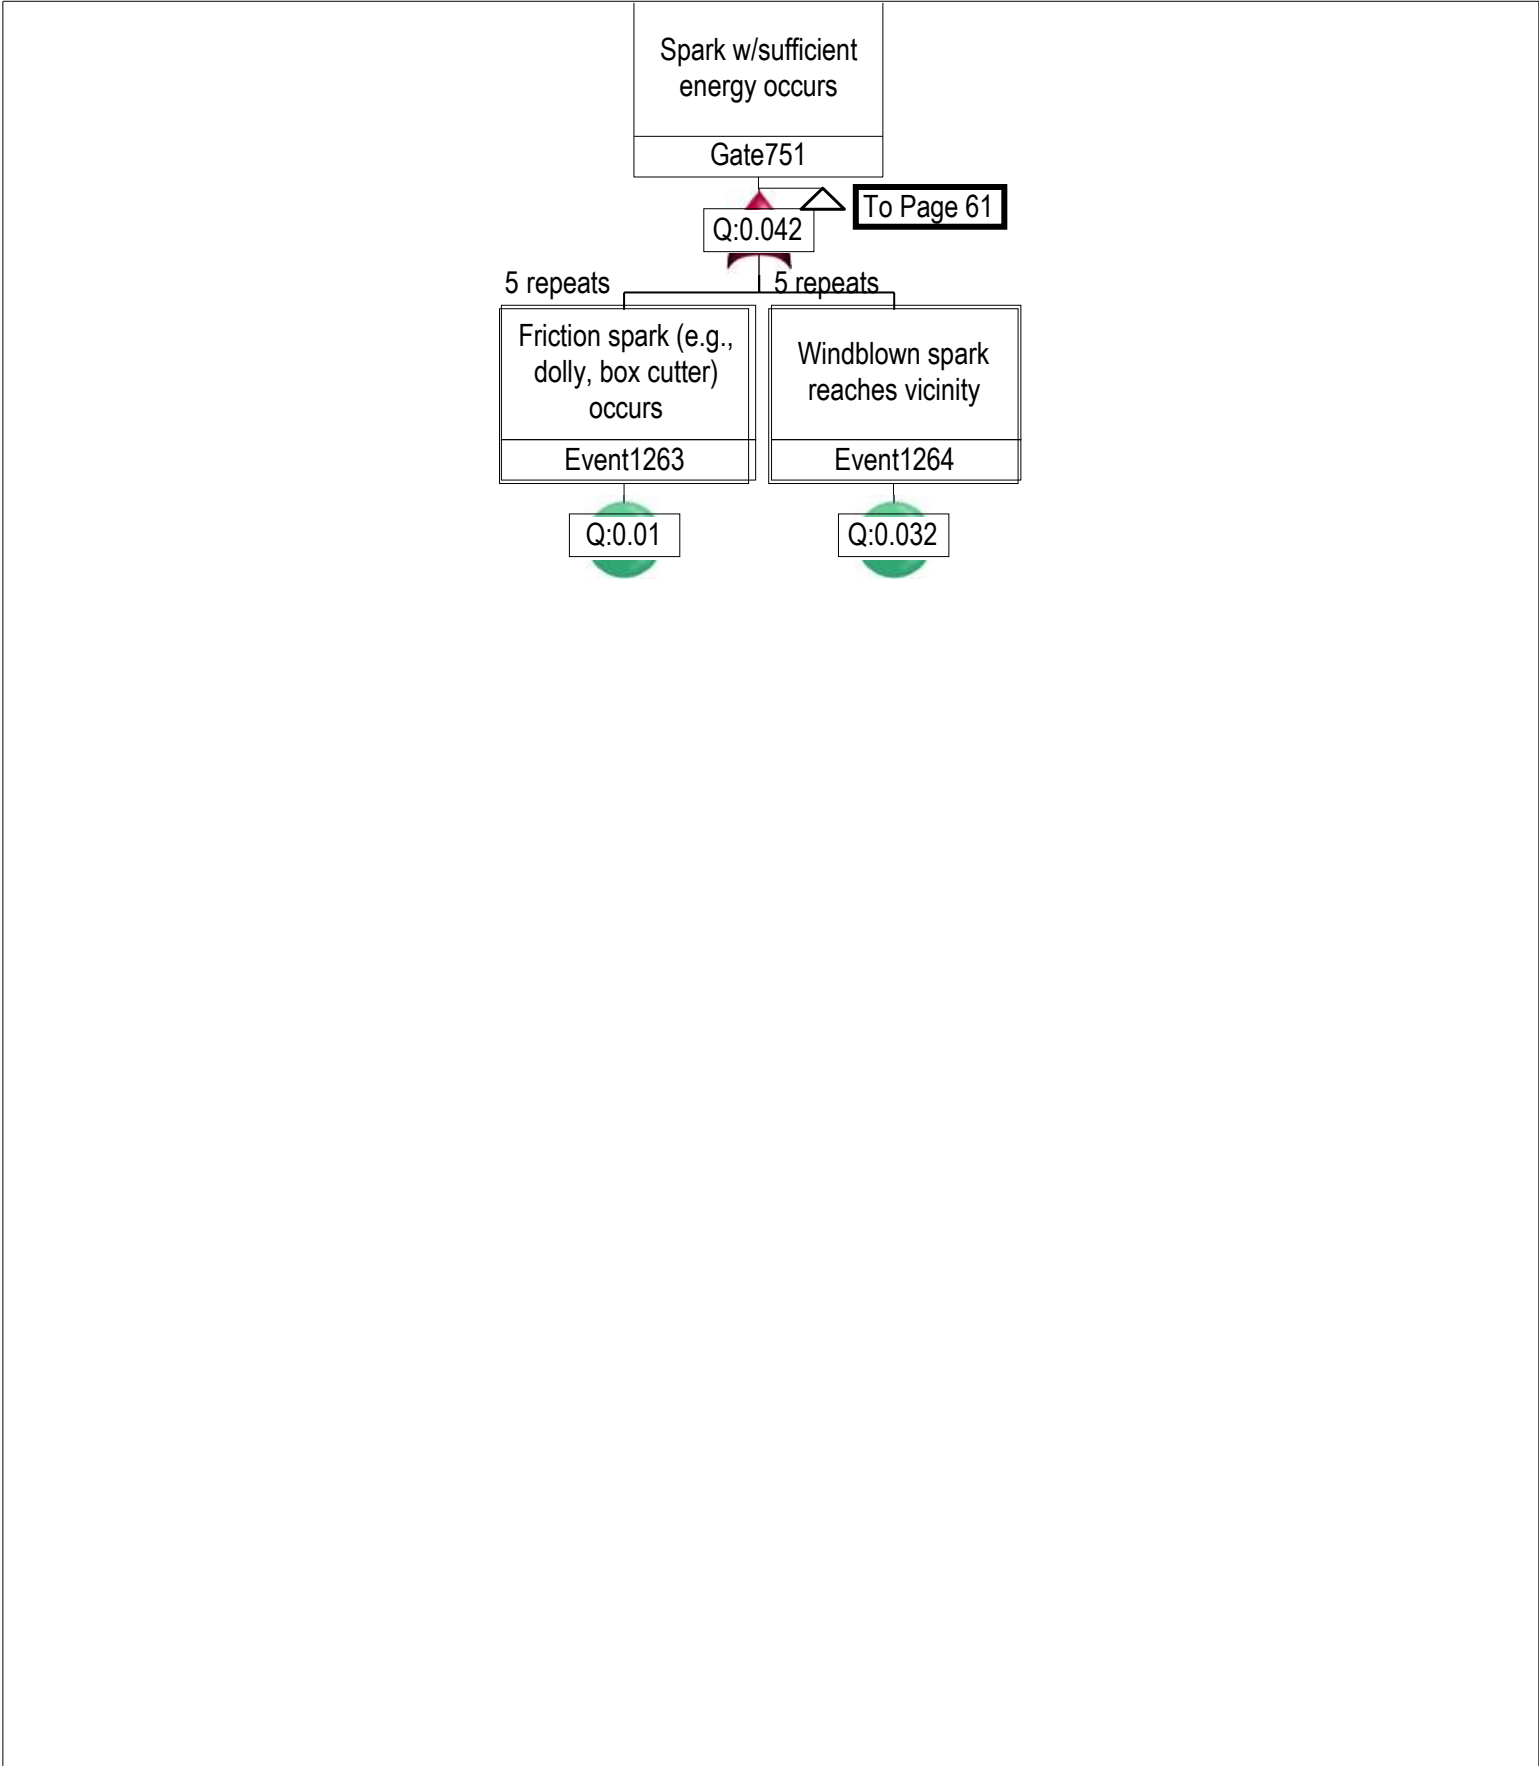 Spark w/sufficient
energy occurs
Gate751
To Page 61
Q:0.042
5 repeats
5 repeats
Friction spark (e.g.,
dolly, box cutter)
occurs
Event1263
Q:0.01
Windblown spark
reaches vicinity
Event1264
Q:0.032